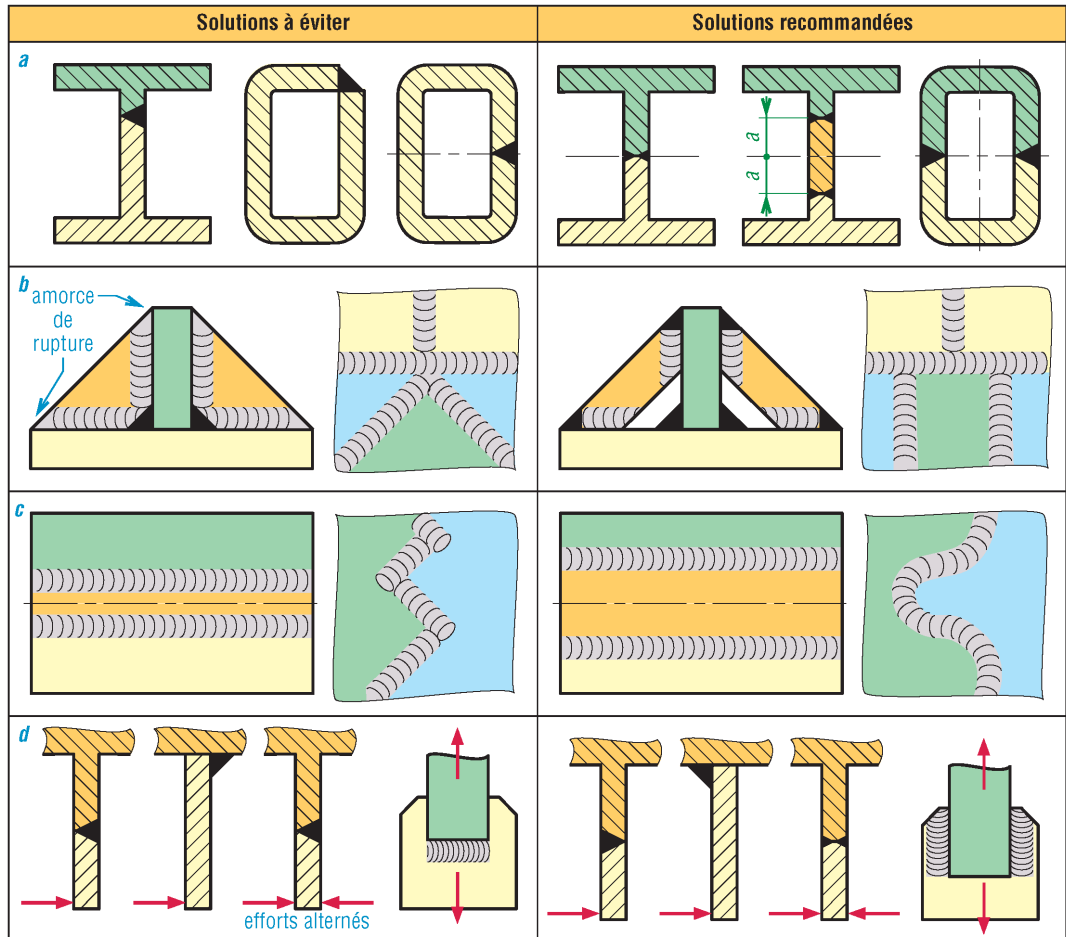 Solutions à éviter
Solutions recommandées
a
a
a
b
amorce
de
rupture
c
d
efforts alternés